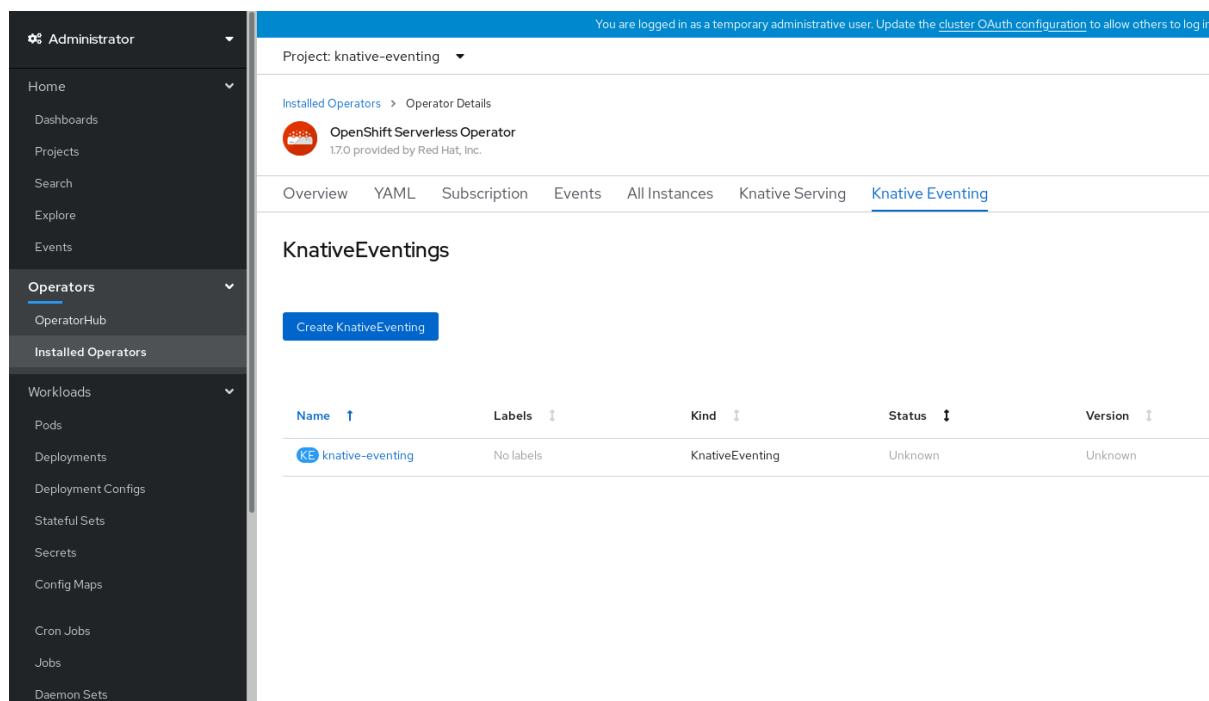 Administrator
You are logged in as a temporary administrative user. Update the cluster OAuth configuration to allow others to log in
Home
Dashboards
Projects
Search
Explore
Events
Operators
OperatorHub
Installed Operators
Workloads
Pods
Deployments
Deployment Configs
Stateful Sets
Secrets
Config Maps
Cron Jobs
Jobs
Daemon Sets
Project: knative-eventing
Installed Operators > Operator Details
OpenShift Serverless Operator
1.7.0 provided by Red Hat, Inc.
Overview YAML Subscription Events All Instances Knative Serving Knative Eventing
KnativeEventings
Create KnativeEventing
Name Labels Kind Status Version
KE knative-eventing No labels KnativeEventing Unknown Unknown